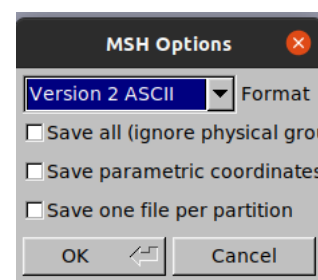 MSH Options
Version 2 ASCII Format
Save all (ignore physical gro
Save parametric coordinates
Save one file per partition
OK Cancel